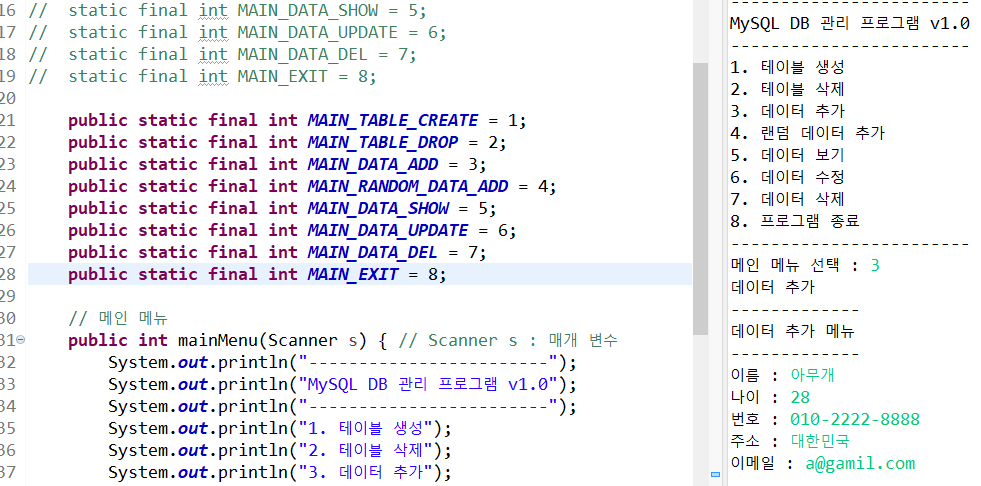 16 //  static final int MAIN_DATA_SHOW = 5;
17 //  static final int MAIN_DATA_UPDATE = 6;
18 //  static final int MAIN_DATA_DEL = 7;
19 //  static final int MAIN_EXIT = 8;
20
21 public static final int MAIN_TABLE_CREATE = 1;
22 public static final int MAIN_TABLE_DROP = 2;
23 public static final int MAIN_DATA_ADD = 3;
24 public static final int MAIN_RANDOM_DATA_ADD = 4;
25 public static final int MAIN_DATA_SHOW = 5;
26 public static final int MAIN_DATA_UPDATE = 6;
27 public static final int MAIN_DATA_DEL = 7;
28 public static final int MAIN_EXIT = 8;
29
30 // 메인 메뉴
31 public int mainMenu(Scanner s) { // Scanner s : 매개 변수
32 System.out.println("------------------------");
33 System.out.println("MySQL DB 관리 프로그램 v1.0");
34 System.out.println("------------------------");
35 System.out.println("1. 테이블 생성");
36 System.out.println("2. 테이블 삭제");
37 System.out.println("3. 데이터 추가");
------------------------
MySQL DB 관리 프로그램 v1.0
------------------------
1. 테이블 생성
2. 테이블 삭제
3. 데이터 추가
4. 랜덤 데이터 추가
5. 데이터 보기
6. 데이터 수정
7. 데이터 삭제
8. 프로그램 종료
------------------------
메인 메뉴 선택 : 3
데이터 추가
-------------
데이터 추가 메뉴
-------------
이름 : 아무개
나이 : 28
번호 : 010-2222-8888
주소 : 대한민국
이메일 : a@gamil.com